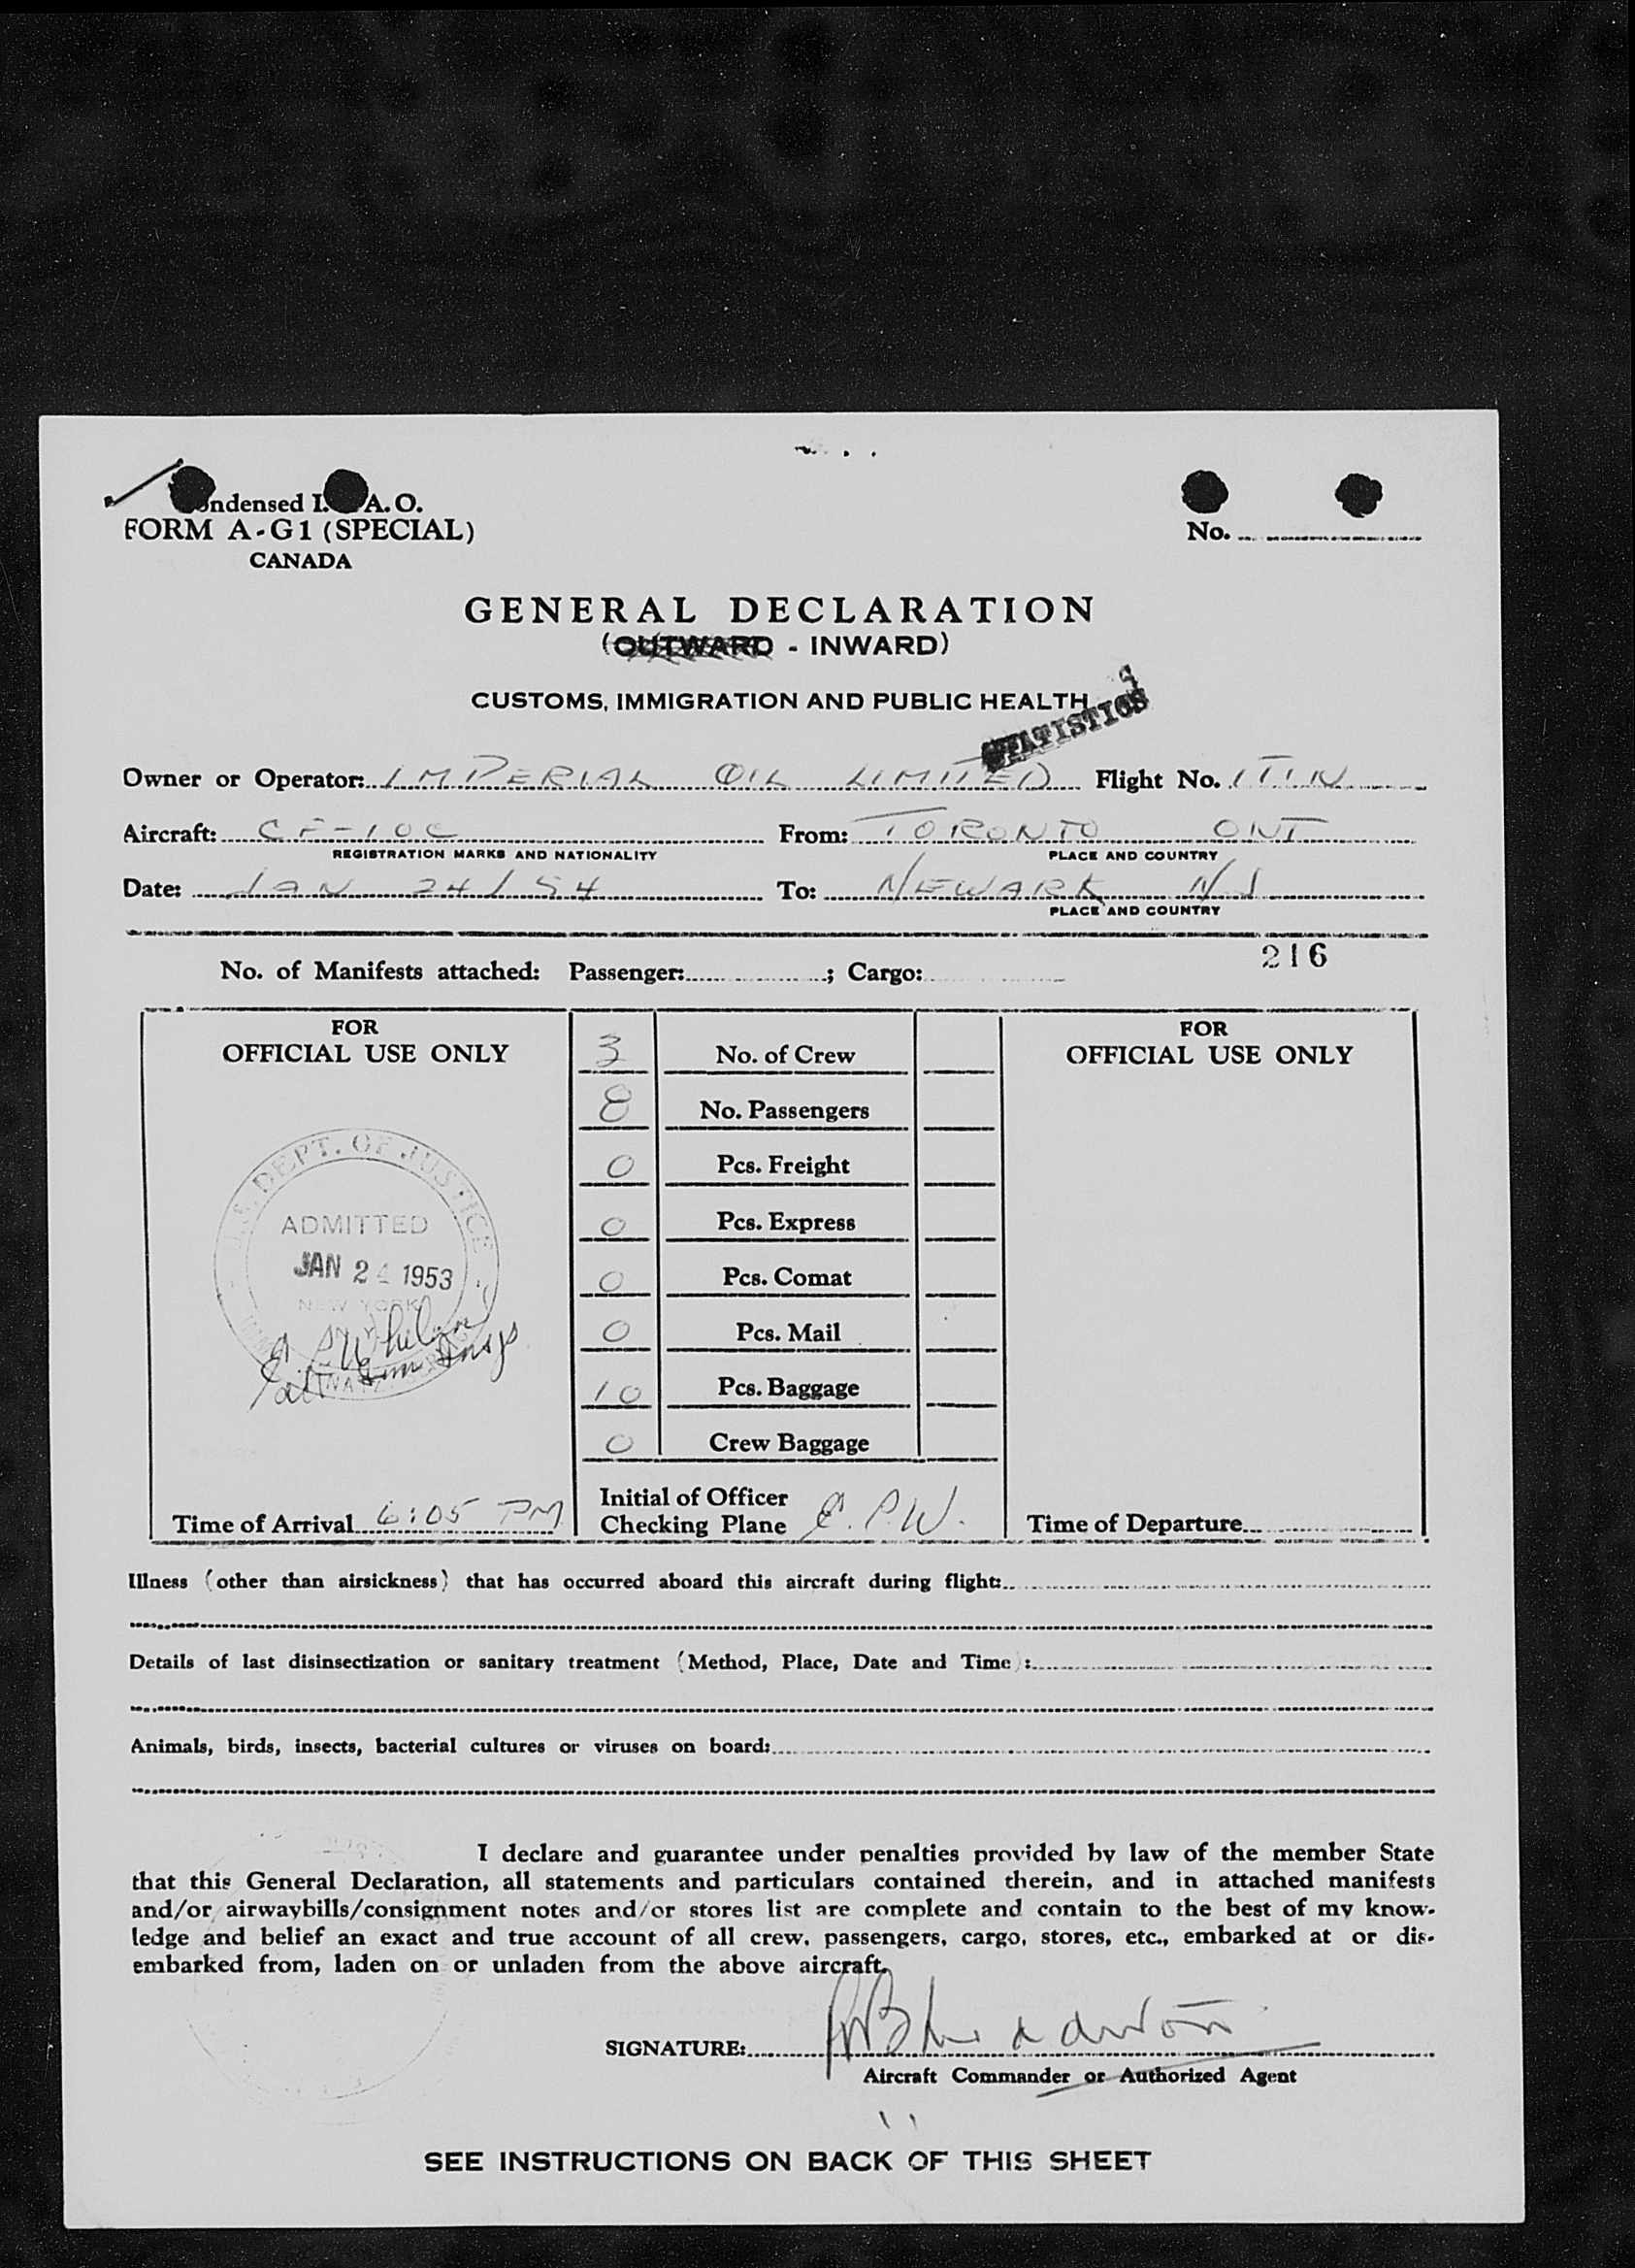 ndensed I. A. O.
FORM A-G1 (SPECIAL)
CANADA
No.
GENERAL DECLARATION
(OUTWARD - INWARD)
CUSTOMS, IMMIGRATION AND PUBLIC HEALTH
STATISTICS
Owner or Operator: IMPERIAL OIL LIMITED Flight No. ITIN
Aircraft: CF-IOC From: TORONTO ONT
REGISTRATION MARKS AND NATIONALITY PLACE AND COUNTRY
Date: JAN 24/54 To: NEWARK NJ
PLACE AND COUNTRY
216
No. of Manifests attached: Passenger: ; Cargo:
FOR
OFFICIAL USE ONLY
U.S. DEPT. OF JUSTICE
ADMITTED
JAN 24 1953
NEW YORK
Time of Arrival 6:05 PM
3 No. of Crew
8 No. Passengers
0 Pcs. Freight
0 Pcs. Express
0 Pcs. Comat
0 Pcs. Mail
10 Pcs. Baggage
0 Crew Baggage
Initial of Officer
Checking Plane E.P.W.
FOR
OFFICIAL USE ONLY
Time of Departure
Illness (other than airsickness) that has occurred aboard this aircraft during flight:
Details of last disinsectization or sanitary treatment (Method, Place, Date and Time):
Animals, birds, insects, bacterial cultures or viruses on board:
I declare and guarantee under penalties provided by law of the member State
that this General Declaration, all statements and particulars contained therein, and in attached manifests
and/or airwaybills/consignment notes and/or stores list are complete and contain to the best of my know-
ledge and belief an exact and true account of all crew, passengers, cargo, stores, etc., embarked at or dis-
embarked from, laden on or unladen from the above aircraft.
SIGNATURE:
Aircraft Commander or Authorized Agent
SEE INSTRUCTIONS ON BACK OF THIS SHEET